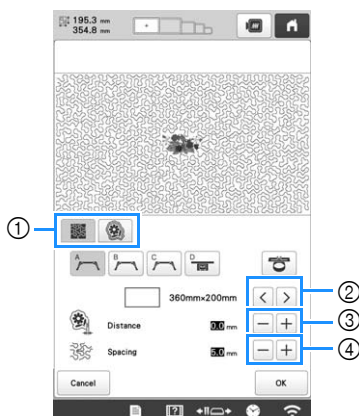 195.3 mm
354.8 mm
①
A B C D
360mm×200mm
②
Distance 0.0 mm
③
Spacing 5.0 mm
④
Cancel OK